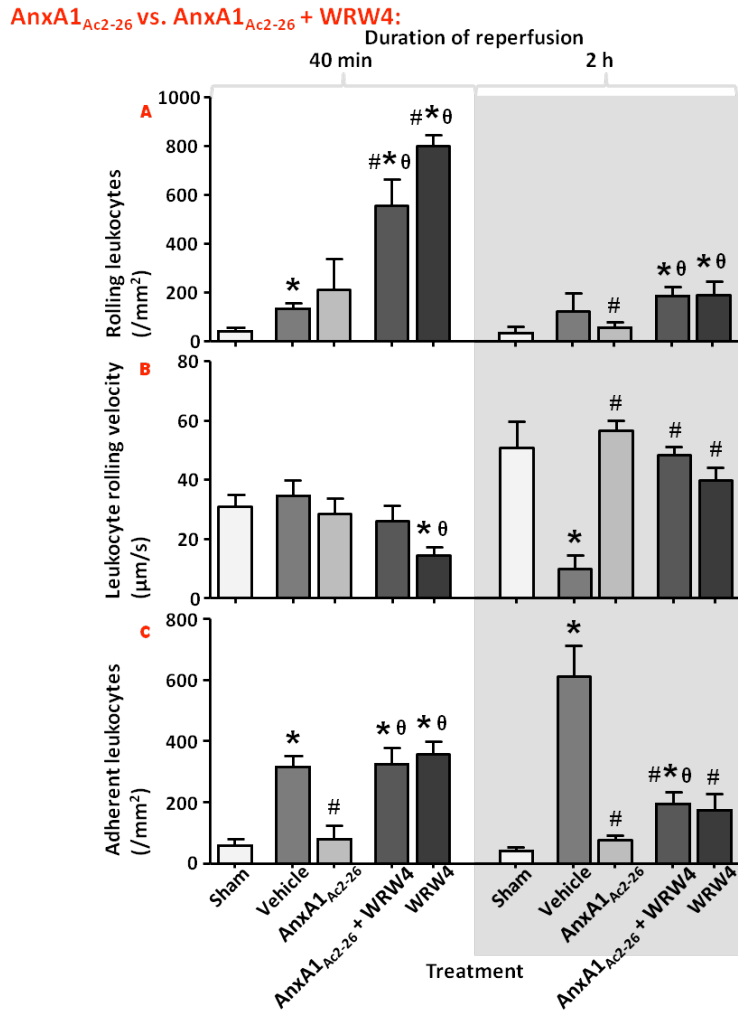 AnxA1Ac2-26 vs. AnxA1Ac2-26 + WRW4:
Duration of reperfusion
40 min
2 h
A
Rolling leukocytes
(/mm2)
1000
800
600
400
200
0
*
#*θ
#*θ
#
*θ
*θ
B
Leukocyte rolling velocity
(μm/s)
80
60
40
20
0
*θ
*
#
#
#
C
Adherent leukocytes
(/mm2)
800
600
400
200
0
*
#
*θ
*θ
*
#
#*θ
#
Sham
Vehicle
AnxA1Ac2-26
AnxA1Ac2-26 + WRW4
WRW4
Sham
Vehicle
AnxA1Ac2-26
AnxA1Ac2-26 + WRW4
WRW4
Treatment